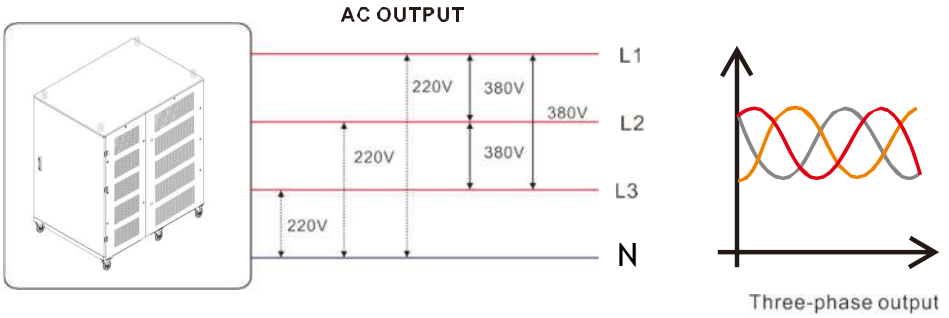 AC OUTPUT
L1
220V
380V
380V
L2
220V
380V
L3
220V
N
Three-phase output